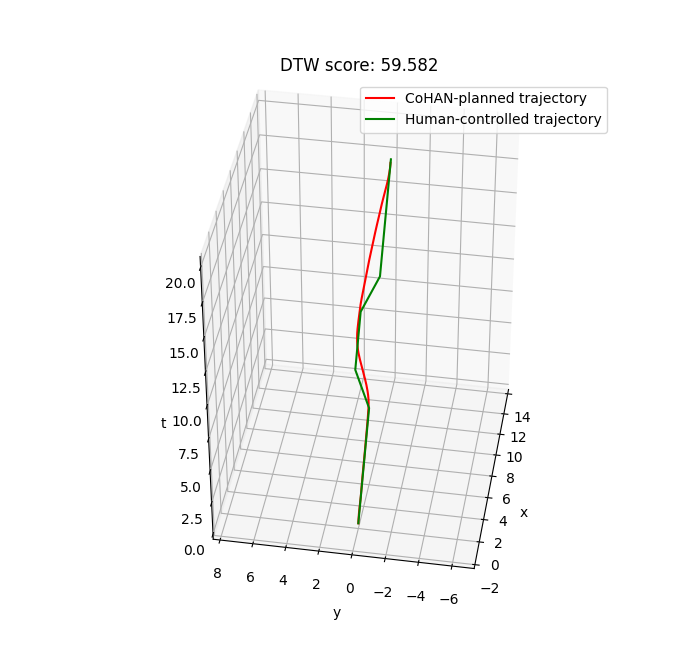 DTW score: 59.582
CoHAN-planned trajectory
Human-controlled trajectory
20.0
17.5
15.0
12.5
t 10.0
7.5
5.0
2.5
0.0
8 6 4 2 0 −2 −4 −6
y
14
12
10
8
6
x
4
2
0
−2